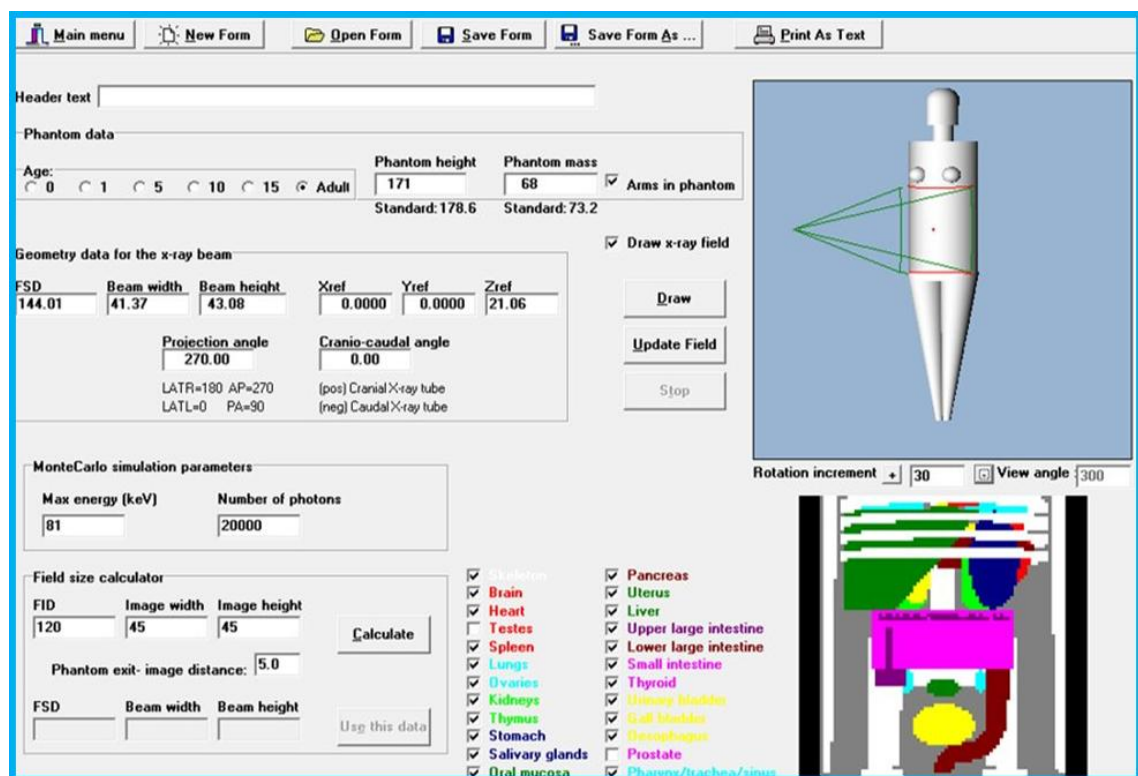 Main menu New Form Open Form Save Form Save Form As ... Print As Text
Header text
Phantom data
Age:
0 1 5 10 15 Adult
Phantom height Phantom mass
171 68 Arms in phantom
Standard: 178.6 Standard: 73.2
Draw x-ray field
Geometry data for the x-ray beam
FSD Beam width Beam height Xref Yref Zref
144.01 41.37 43.08 0.0000 0.0000 21.06
Draw
Projection angle Cranio-caudal angle
270.00 0.00
Update Field
LATR=180 AP=270 (pos) Cranial X-ray tube
LATL=0 PA=90 (neg) Caudal X-ray tube
Stop
MonteCarlo simulation parameters
Max energy (keV) Number of photons
81 20000
Rotation increment + 30 View angle : 300
Field size calculator
FID Image width Image height
120 45 45
Calculate
Phantom exit- image distance: 5.0
FSD Beam width Beam height
Use this data
Skeleton Pancreas
Brain Uterus
Heart Liver
Testes Upper large intestine
Spleen Lower large intestine
Lungs Small intestine
Ovaries Thyroid
Kidneys Urinary bladder
Thymus Gall bladder
Stomach Oesophagus
Salivary glands Prostate
Oral mucosa Pharynx/trachea/sinus